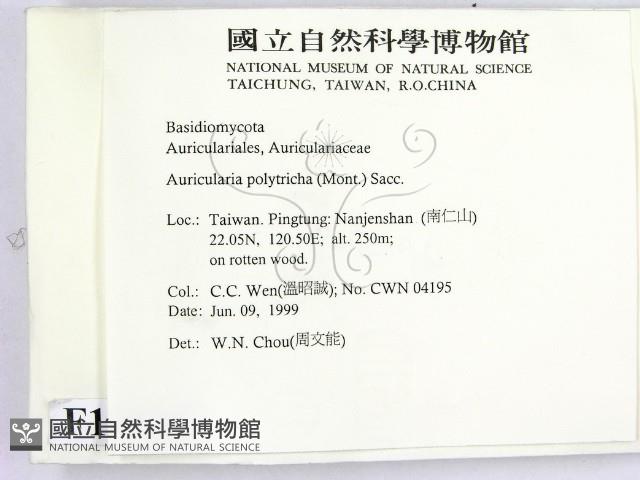 國立自然科學博物館
NATIONAL MUSEUM OF NATURAL SCIENCE
TAICHUNG, TAIWAN, R.O.CHINA
Basidiomycota
Auriculariales, Auriculariaceae
Auricularia polytricha (Mont.) Sacc.
Loc.: Taiwan. Pingtung: Nanjenshan (南仁山)
22.05N, 120.50E; alt. 250m;
on rotten wood.
Col.: C.C. Wen(溫昭誠); No. CWN 04195
Date: Jun. 09, 1999
Det.: W.N. Chou(周文能)
國立自然科學博物館
NATIONAL MUSEUM OF NATURAL SCIENCE